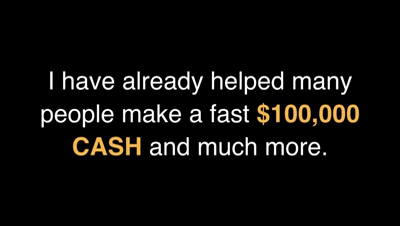 I have already helped many
people make a fast $100,000
CASH and much more.